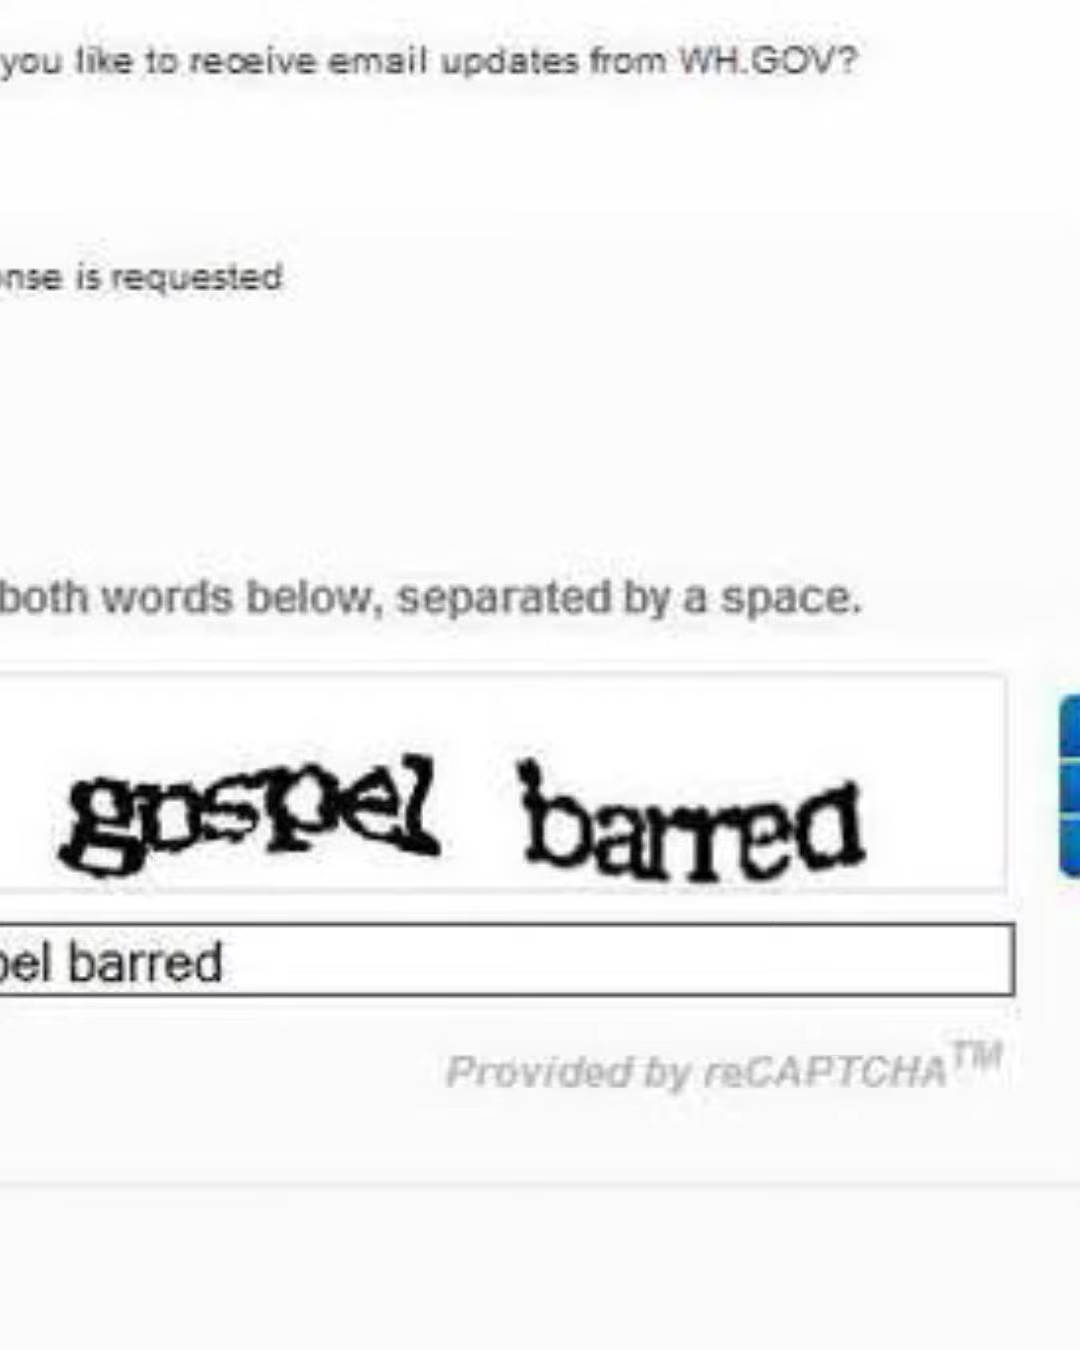 you like to receive email updates from WH.GOV?
nse is requested
both words below, separated by a space.
gospel barred
pel barred
Provided by reCAPTCHA™